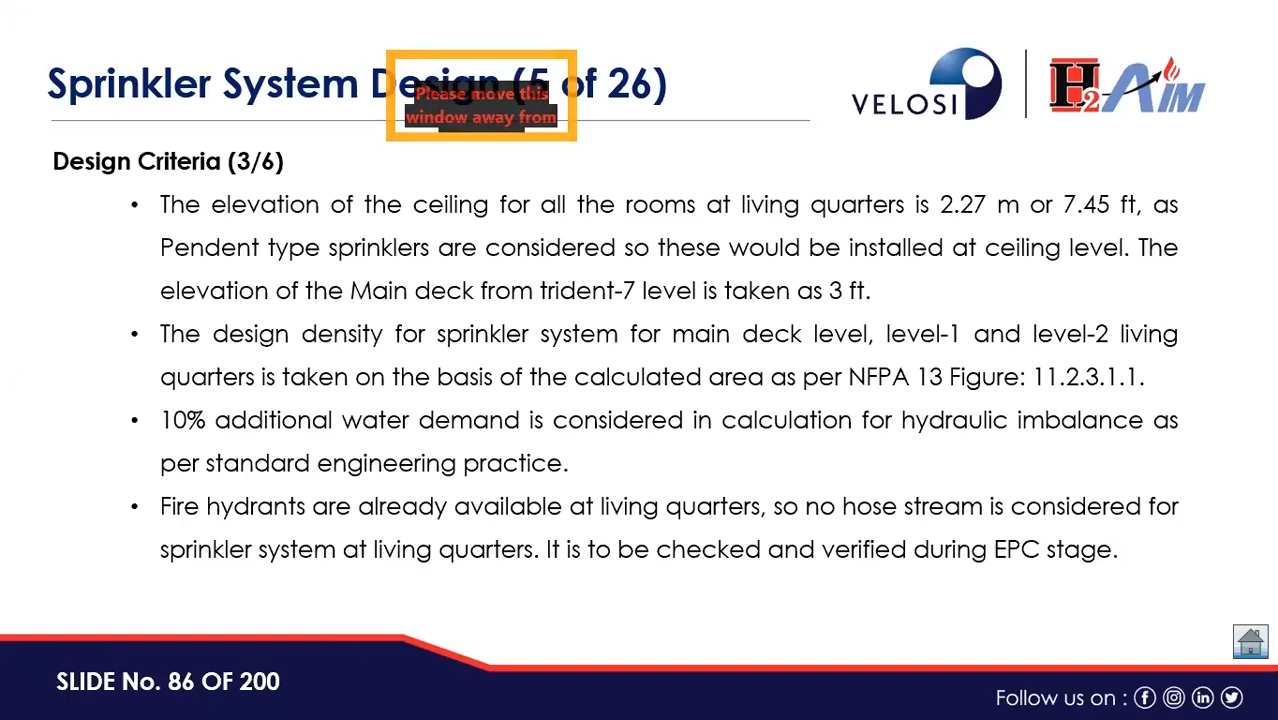 Sprinkler System Design (5 of 26)
Please move this
window away from
VELOSI
H2AIM
Design Criteria (3/6)
• The elevation of the ceiling for all the rooms at living quarters is 2.27 m or 7.45 ft, as
Pendent type sprinklers are considered so these would be installed at ceiling level. The
elevation of the Main deck from trident-7 level is taken as 3 ft.
• The design density for sprinkler system for main deck level, level-1 and level-2 living
quarters is taken on the basis of the calculated area as per NFPA 13 Figure: 11.2.3.1.1.
• 10% additional water demand is considered in calculation for hydraulic imbalance as
per standard engineering practice.
• Fire hydrants are already available at living quarters, so no hose stream is considered for
sprinkler system at living quarters. It is to be checked and verified during EPC stage.
SLIDE No. 86 OF 200
Follow us on :